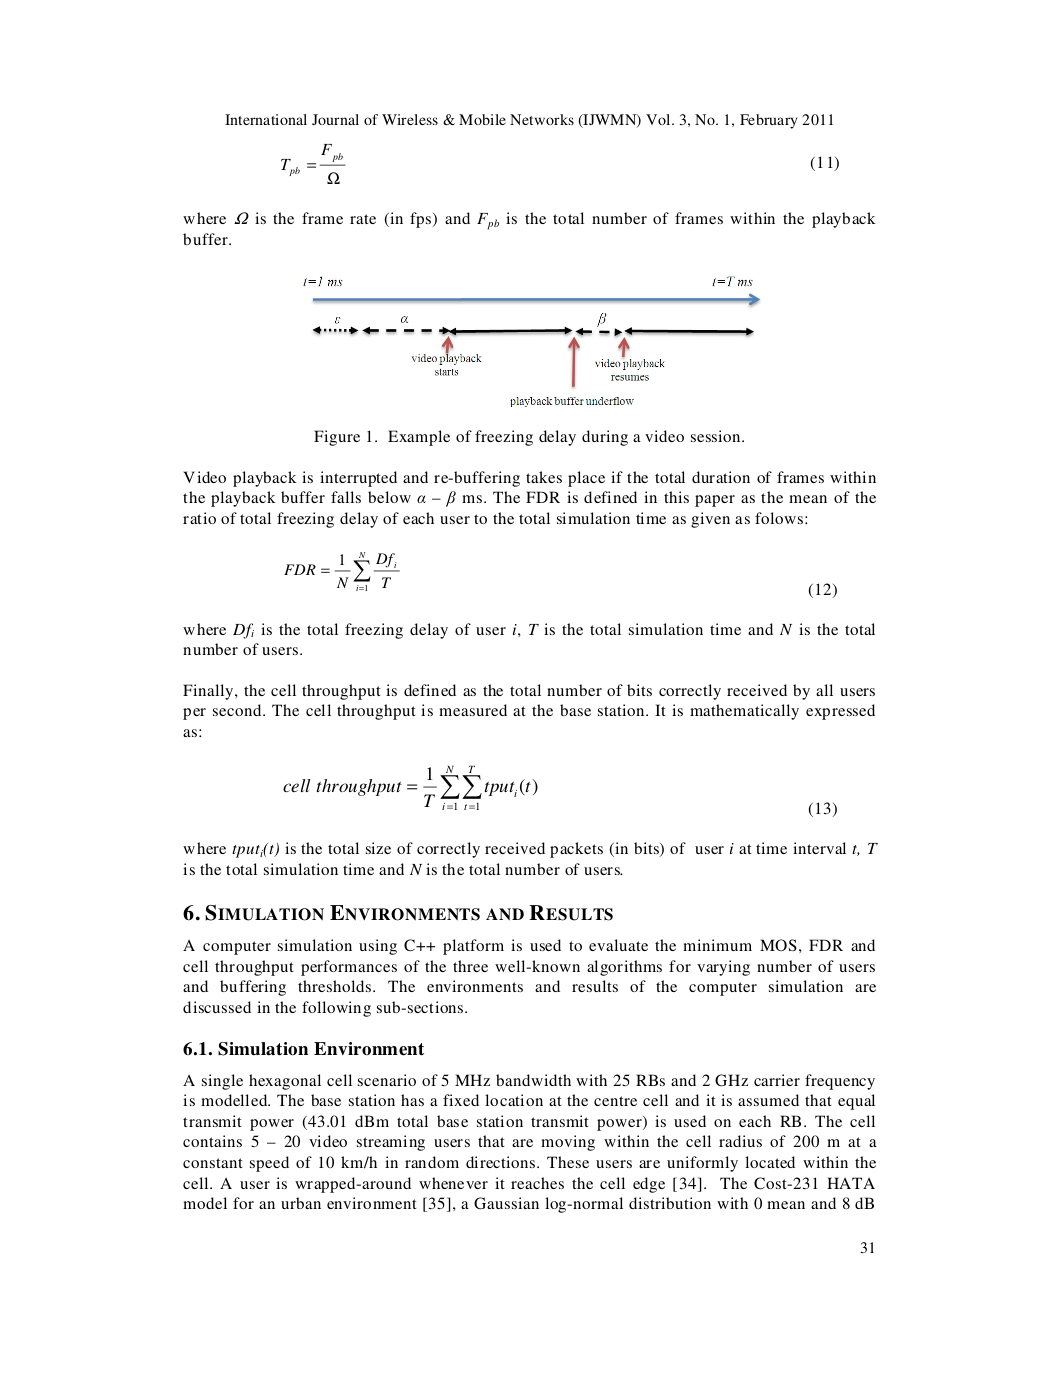 International Journal of Wireless & Mobile Networks (IJWMN) Vol. 3, No. 1, February 2011
T_pb = F_pb / Ω (11)
where Ω is the frame rate (in fps) and F_pb is the total number of frames within the playback
buffer.
t=1 ms t=T ms
ε α β
video playback
starts
video playback
resumes
playback buffer underflow
Figure 1. Example of freezing delay during a video session.
Video playback is interrupted and re-buffering takes place if the total duration of frames within
the playback buffer falls below α – β ms. The FDR is defined in this paper as the mean of the
ratio of total freezing delay of each user to the total simulation time as given as folows:
FDR = 1/N ∑_{i=1}^{N} Df_i / T
(12)
where Df_i is the total freezing delay of user i, T is the total simulation time and N is the total
number of users.
Finally, the cell throughput is defined as the total number of bits correctly received by all users
per second. The cell throughput is measured at the base station. It is mathematically expressed
as:
cell throughput = 1/T ∑_{i=1}^{N} ∑_{t=1}^{T} tput_i(t)
(13)
where tput_i(t) is the total size of correctly received packets (in bits) of user i at time interval t, T
is the total simulation time and N is the total number of users.
6. SIMULATION ENVIRONMENTS AND RESULTS
A computer simulation using C++ platform is used to evaluate the minimum MOS, FDR and
cell throughput performances of the three well-known algorithms for varying number of users
and buffering thresholds. The environments and results of the computer simulation are
discussed in the following sub-sections.
6.1. Simulation Environment
A single hexagonal cell scenario of 5 MHz bandwidth with 25 RBs and 2 GHz carrier frequency
is modelled. The base station has a fixed location at the centre cell and it is assumed that equal
transmit power (43.01 dBm total base station transmit power) is used on each RB. The cell
contains 5 – 20 video streaming users that are moving within the cell radius of 200 m at a
constant speed of 10 km/h in random directions. These users are uniformly located within the
cell. A user is wrapped-around whenever it reaches the cell edge [34]. The Cost-231 HATA
model for an urban environment [35], a Gaussian log-normal distribution with 0 mean and 8 dB
31